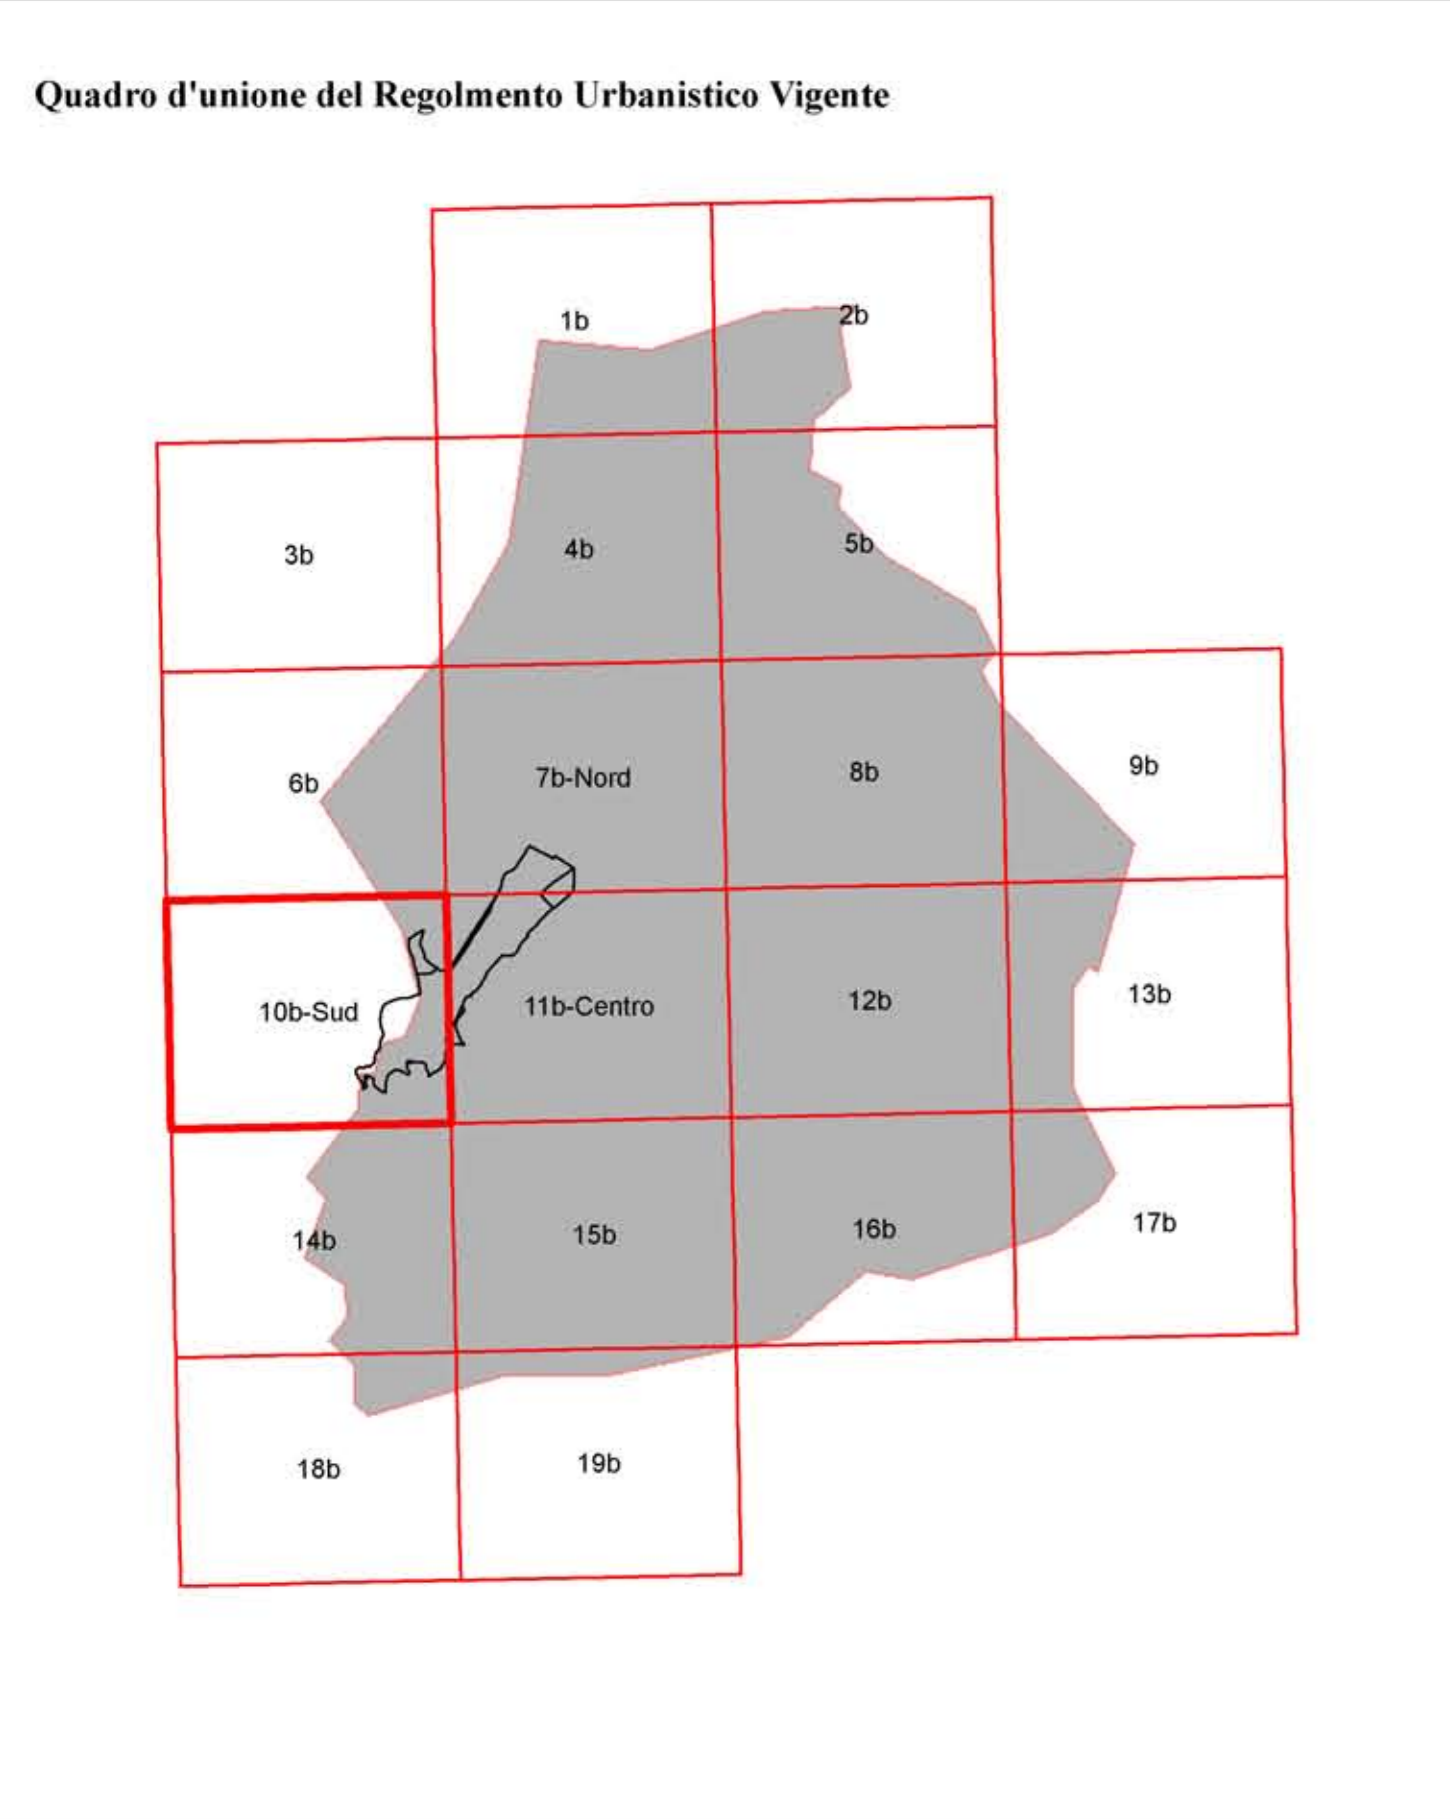 Quadro d'unione del Regolmento Urbanistico Vigente
1b
2b
3b
4b
5b
6b
7b-Nord
8b
9b
10b-Sud
11b-Centro
12b
13b
14b
15b
16b
17b
18b
19b